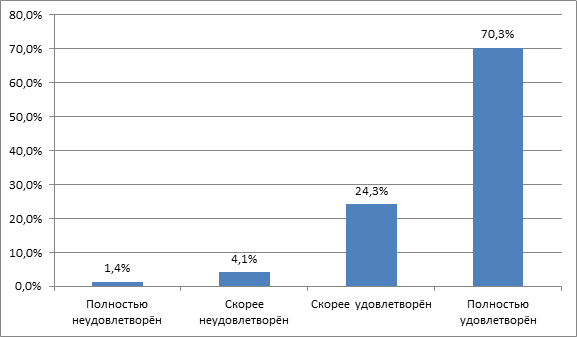 80,0%
70,0%
60,0%
50,0%
40,0%
30,0%
20,0%
10,0%
0,0%
1,4%
4,1%
24,3%
70,3%
Полностью
неудовлетворён
Скорее
неудовлетворён
Скорее удовлетворён
Полностью
удовлетворён